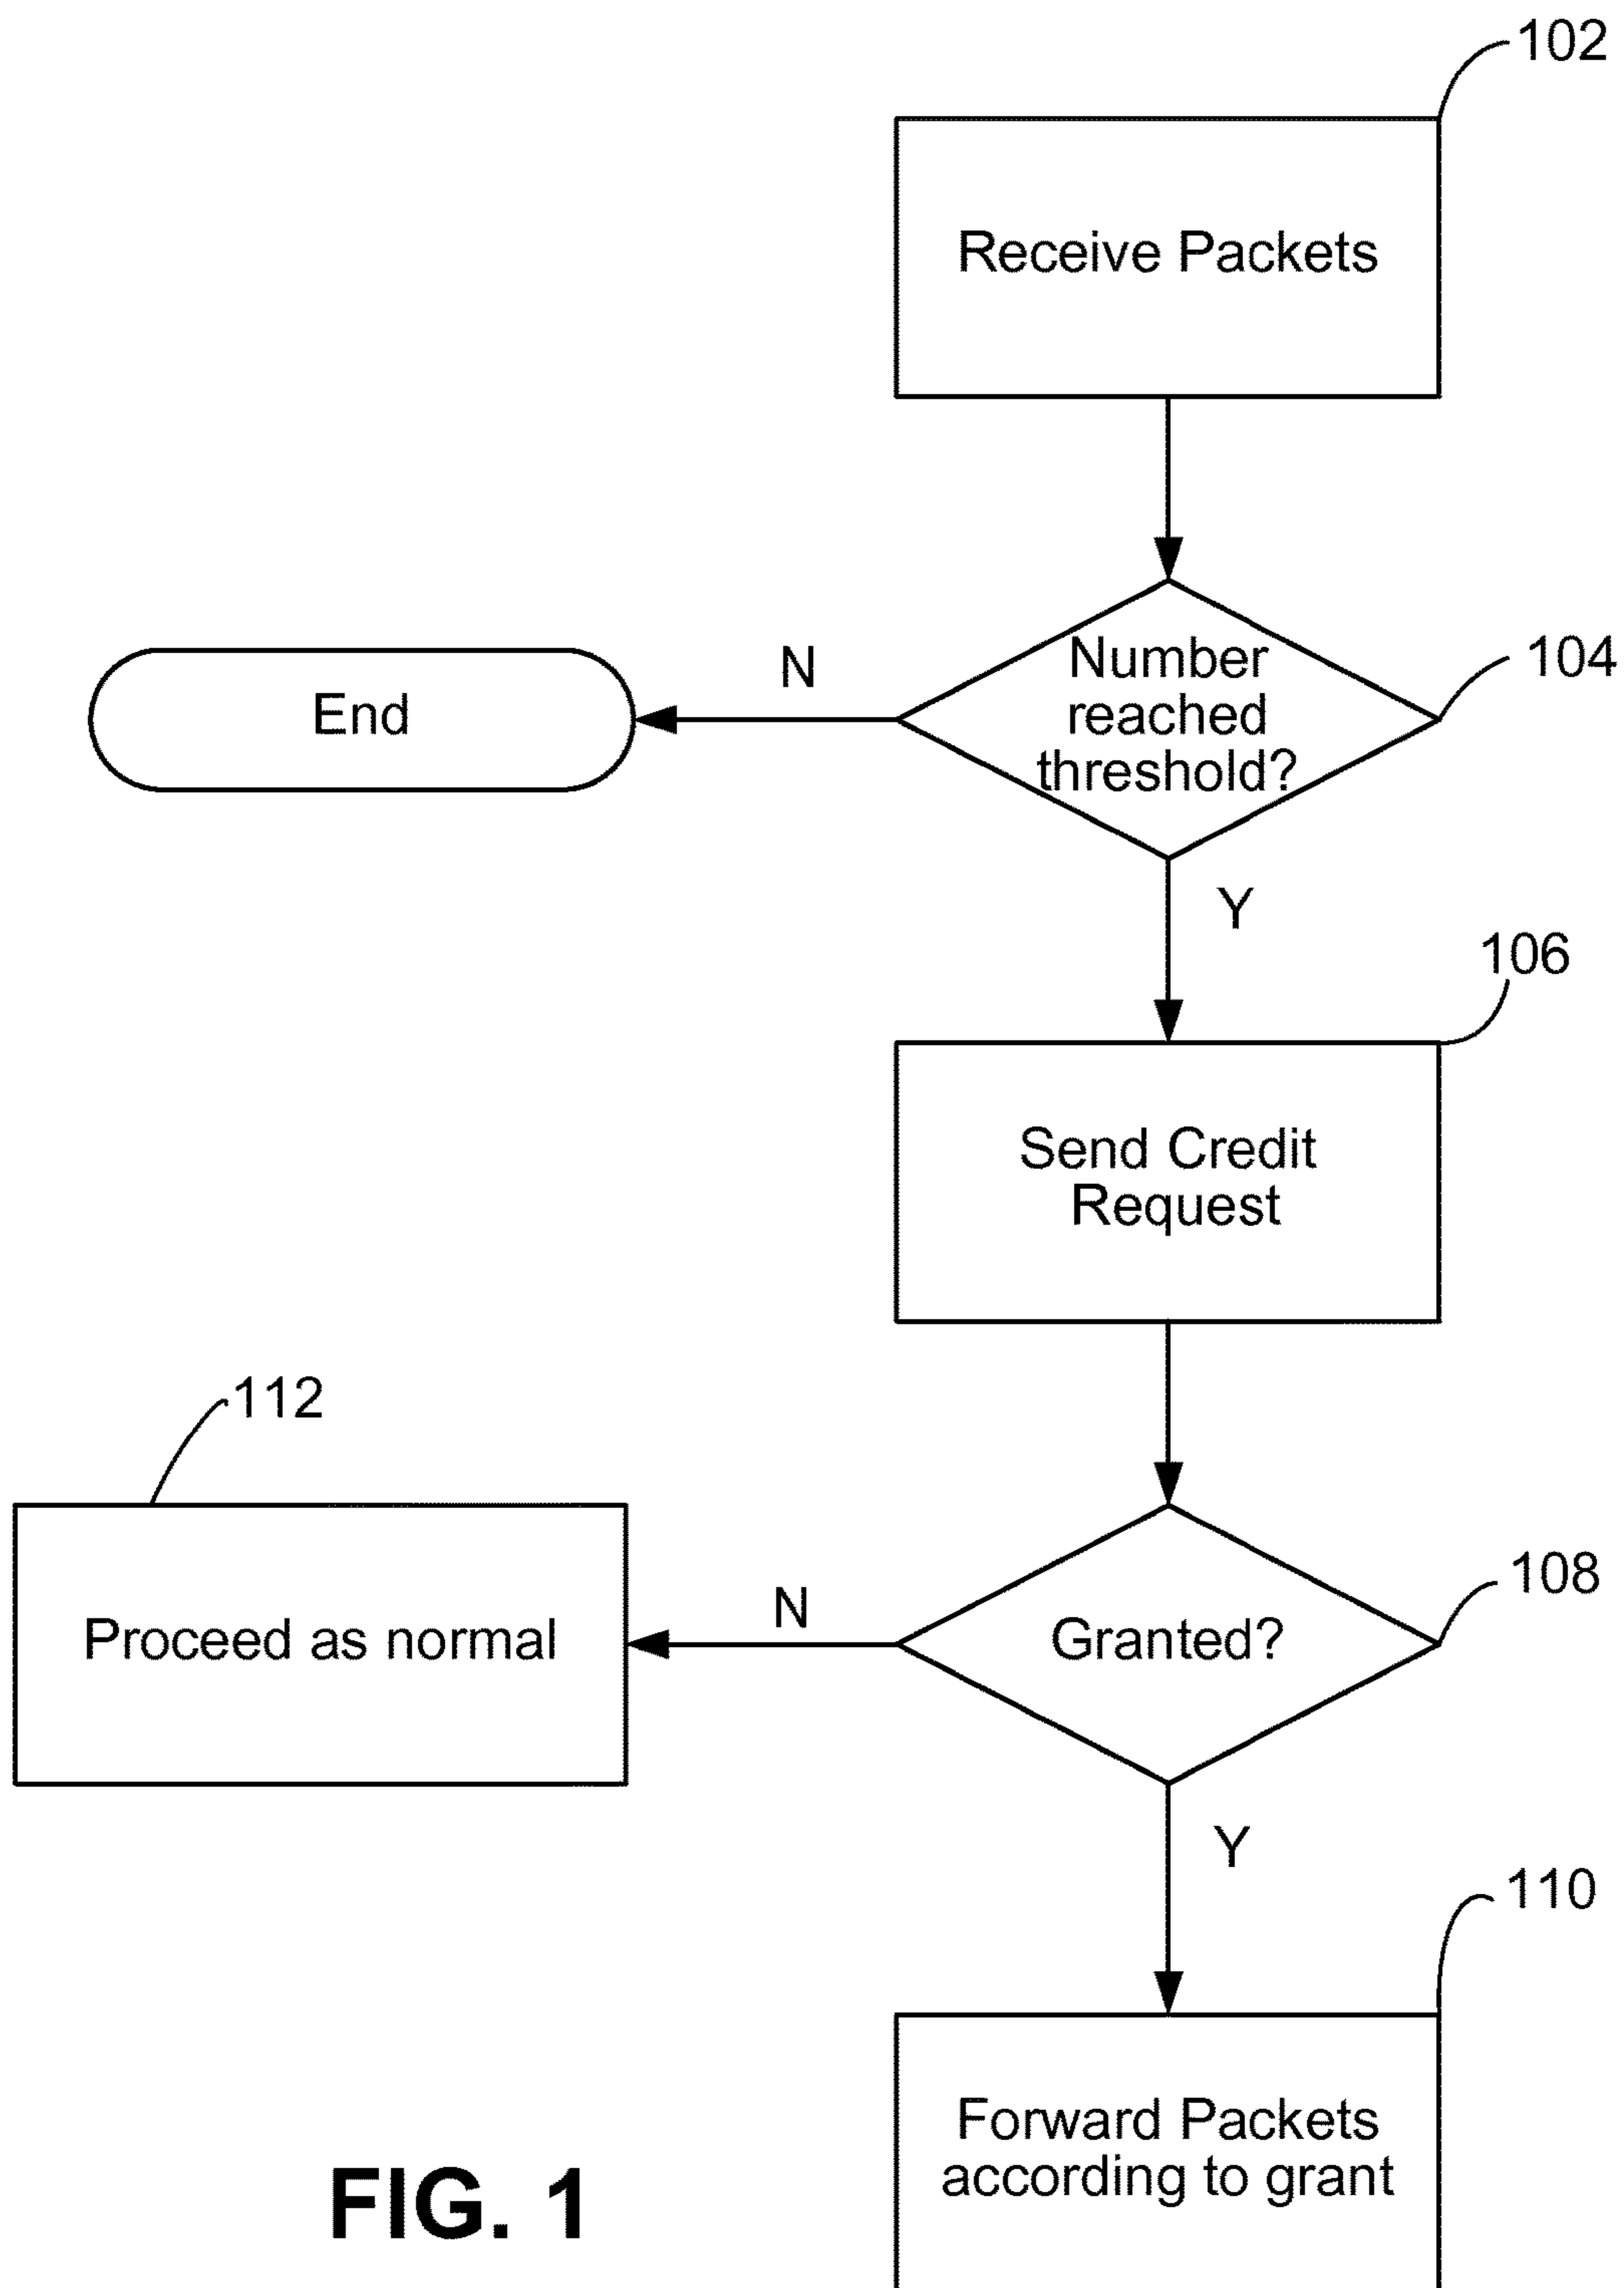 102
Receive Packets
Number
reached
threshold?
104
N
End
Y
106
Send Credit
Request
112
108
Granted?
N
Proceed as normal
Y
110
Forward Packets
according to grant
FIG. 1